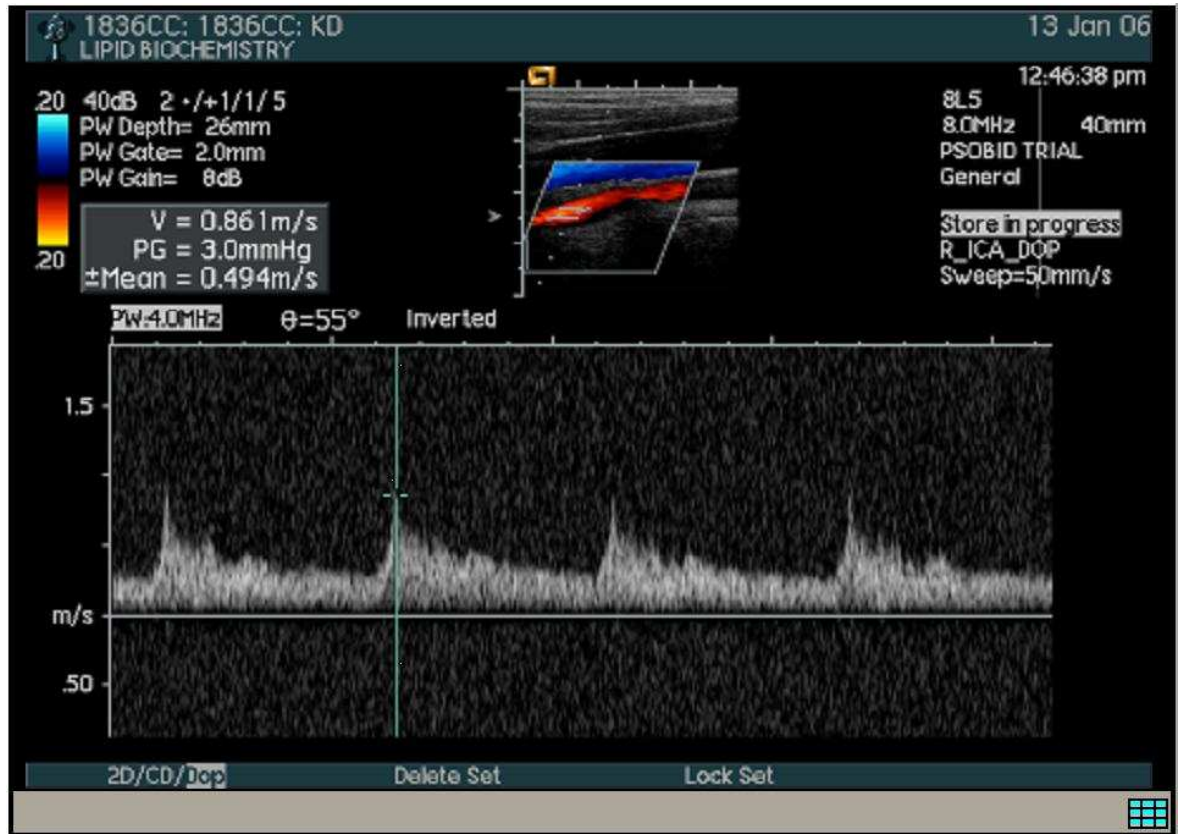 1836CC: 1836CC: KD
13 Jan 06
LIPID BIOCHEMISTRY
12:46:38 pm
.20
40dB 2 •/+1/1/5
PW Depth= 26mm
PW Gate= 2.0mm
PW Gain= 8dB
8L5
8.0MHz 40mm
PSOBID TRIAL
General
V = 0.861m/s
PG = 3.0mmHg
±Mean = 0.494m/s
.20
Store in progress
R_ICA_DOP
Sweep=50mm/s
PW:4.0MHz θ=55° Inverted
1.5
m/s
.50
2D/CD/Dop Delete Set Lock Set